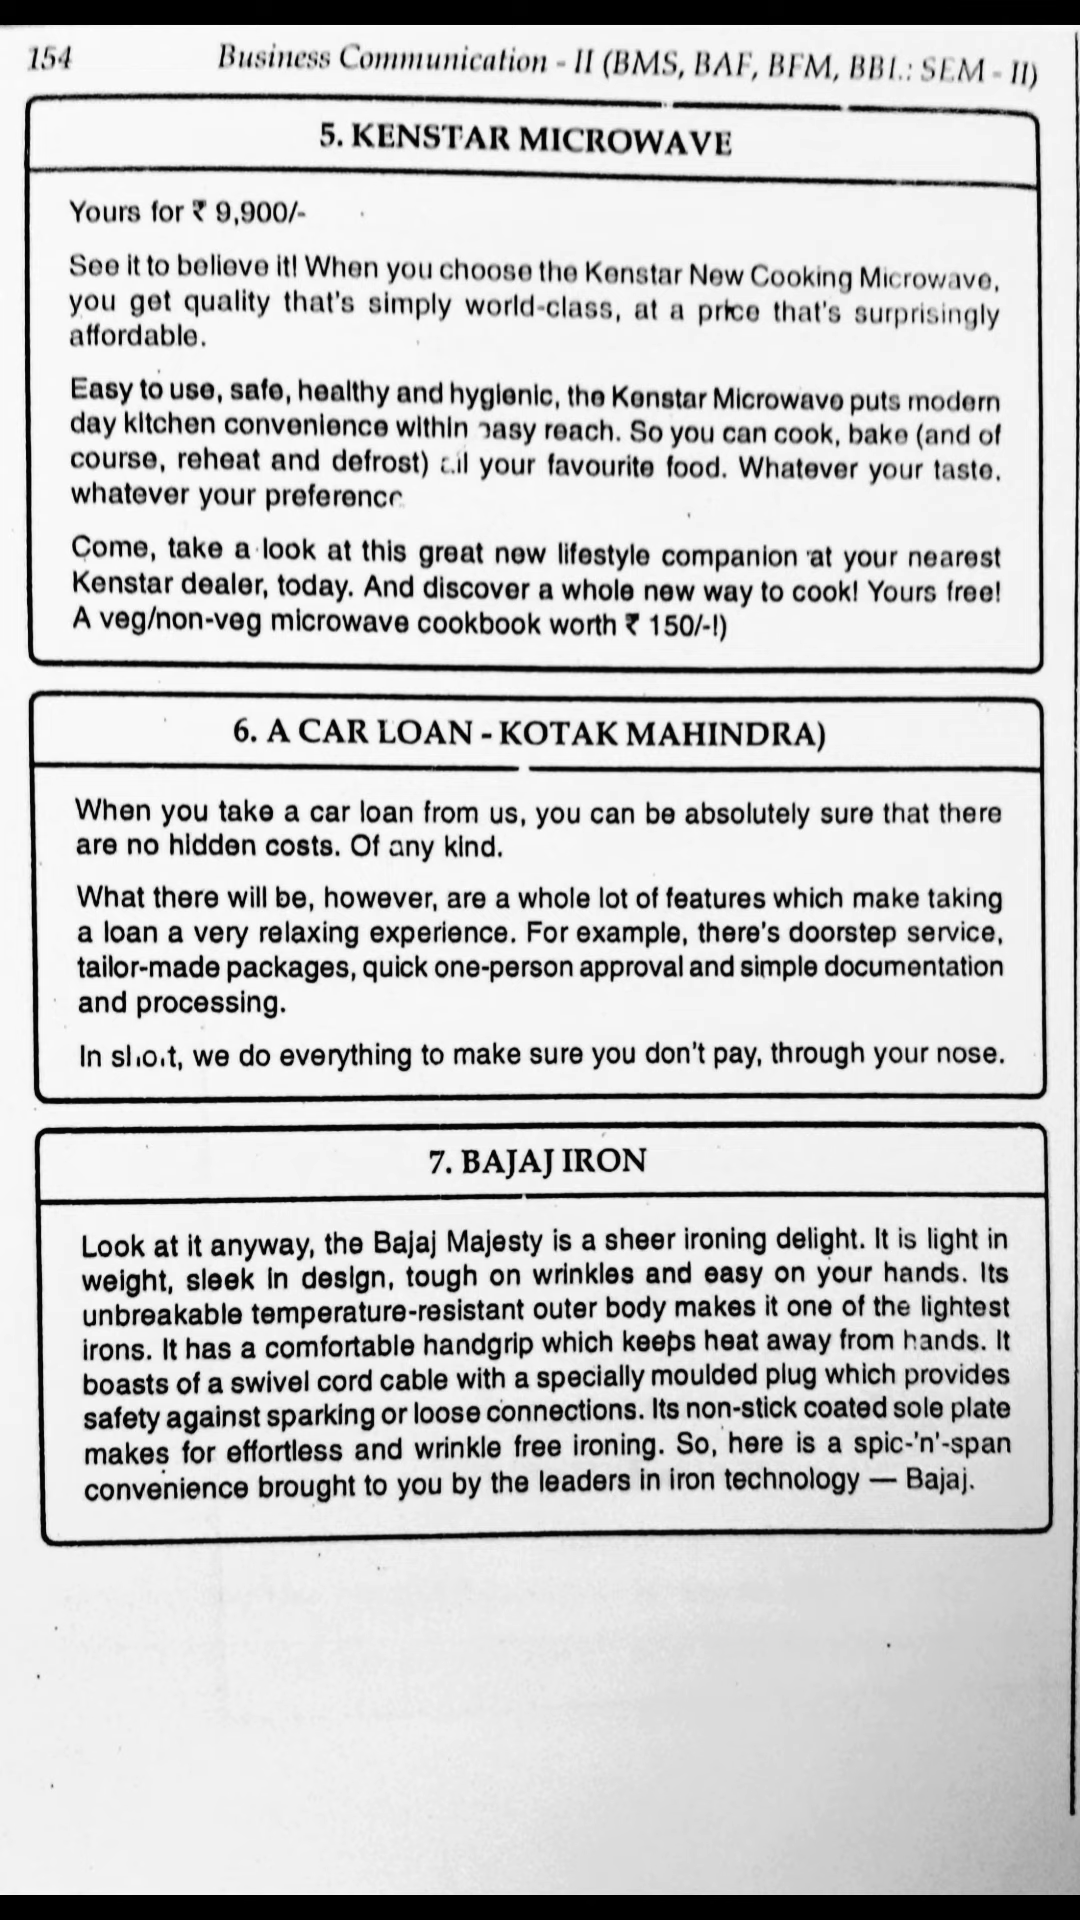 154 Business Communication - II (BMS, BAF, BFM, BBI.: SEM - II)
5. KENSTAR MICROWAVE
Yours for ₹ 9,900/-
See it to believe it! When you choose the Kenstar New Cooking Microwave,
you get quality that's simply world-class, at a price that's surprisingly
affordable.
Easy to use, safe, healthy and hygienic, the Kenstar Microwave puts modern
day kitchen convenience within easy reach. So you can cook, bake (and of
course, reheat and defrost) all your favourite food. Whatever your taste.
whatever your preference
Come, take a look at this great new lifestyle companion at your nearest
Kenstar dealer, today. And discover a whole new way to cook! Yours free!
A veg/non-veg microwave cookbook worth ₹ 150/-!)
6. A CAR LOAN - KOTAK MAHINDRA)
When you take a car loan from us, you can be absolutely sure that there
are no hidden costs. Of any kind.
What there will be, however, are a whole lot of features which make taking
a loan a very relaxing experience. For example, there's doorstep service,
tailor-made packages, quick one-person approval and simple documentation
and processing.
In short, we do everything to make sure you don't pay, through your nose.
7. BAJAJ IRON
Look at it anyway, the Bajaj Majesty is a sheer ironing delight. It is light in
weight, sleek in design, tough on wrinkles and easy on your hands. Its
unbreakable temperature-resistant outer body makes it one of the lightest
irons. It has a comfortable handgrip which keeps heat away from hands. It
boasts of a swivel cord cable with a specially moulded plug which provides
safety against sparking or loose connections. Its non-stick coated sole plate
makes for effortless and wrinkle free ironing. So, here is a spic-'n'-span
convenience brought to you by the leaders in iron technology — Bajaj.